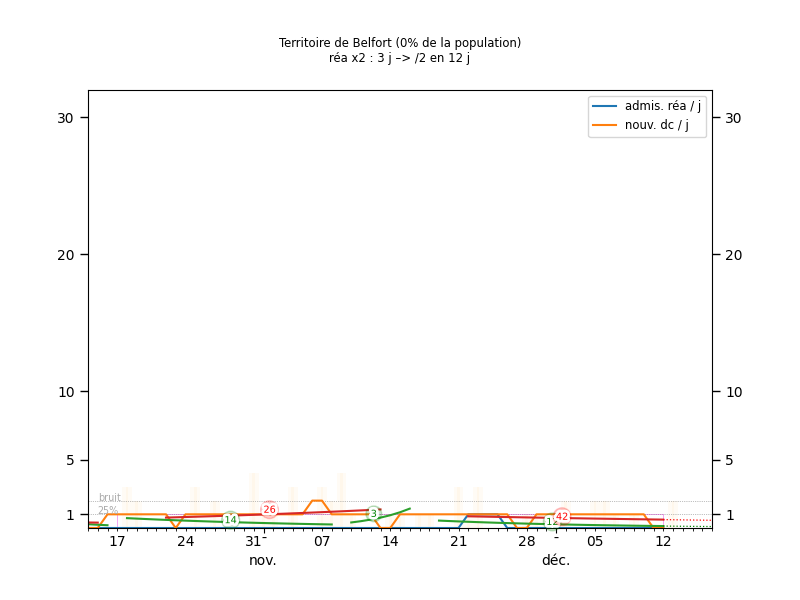 Territoire de Belfort (0% de la population)
réa x2 : 3 j –> /2 en 12 j
admis. réa / j
nouv. dc / j
30 30
20 20
10 10
5 5
bruit
25%
1 1
14 26 3 12 42
17 24 31 07 14 21 28 05 12
nov. déc.